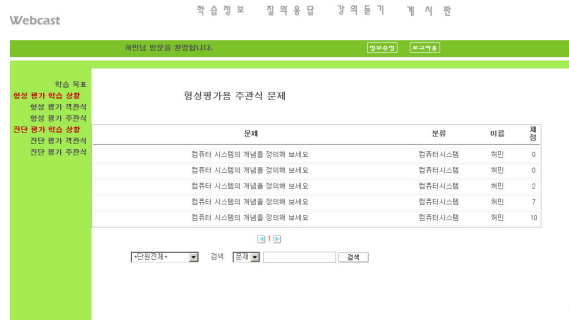 Webcast
학습정보 질의응답 강의듣기 게시판
허민님 방문을 환영합니다. 정보수정 로그아웃
학습 목표
형성 평가 학습 상황
형성 평가 객관식
형성 평가 주관식
진단 평가 학습 상황
진단 평가 객관식
진단 평가 주관식
형성평가용 주관식 문제
문제 분류 이름 채점
컴퓨터 시스템의 개념을 정의해 보세요 컴퓨터시스템 허민 0
컴퓨터 시스템의 개념을 정의해 보세요 컴퓨터시스템 허민 0
컴퓨터 시스템의 개념을 정의해 보세요 컴퓨터시스템 허민 2
컴퓨터 시스템의 개념을 정의해 보세요 컴퓨터시스템 허민 7
컴퓨터 시스템의 개념을 정의해 보세요 컴퓨터시스템 허민 10
1
=단원전체= 검색 문제 검색